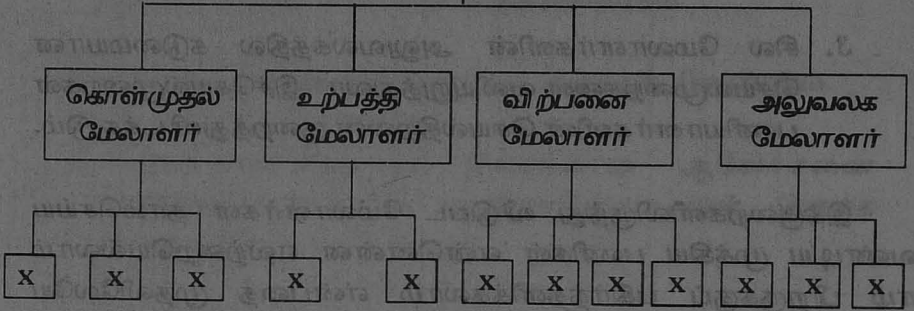 கொள்முதல் மேலாளர்
உற்பத்தி மேலாளர்
விற்பனை மேலாளர்
அலுவலக மேலாளர்
X X X X X X X X X X X X